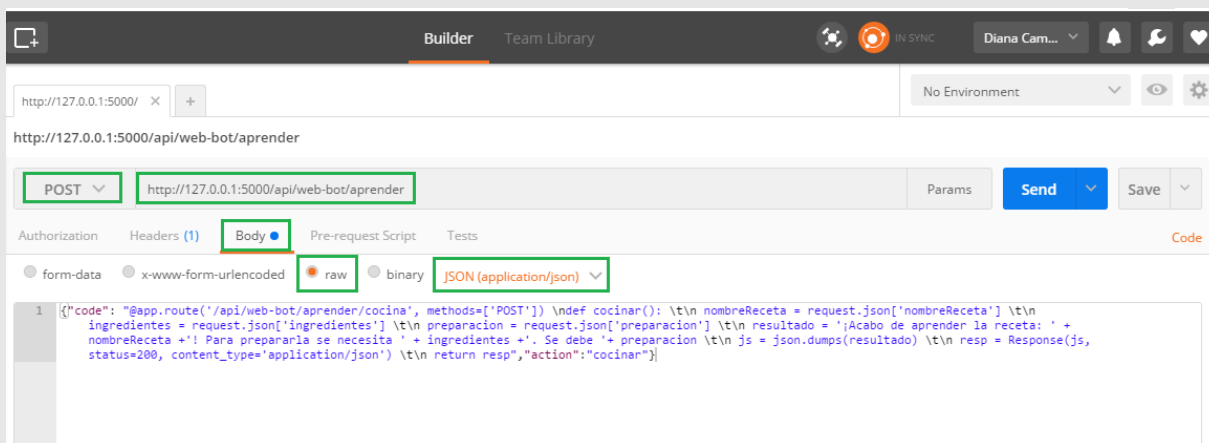 Builder Team Library IN SYNC Diana Cam...
http://127.0.0.1:5000/ No Environment
http://127.0.0.1:5000/api/web-bot/aprender
POST http://127.0.0.1:5000/api/web-bot/aprender Params Send Save
Authorization Headers (1) Body Pre-request Script Tests Code
form-data x-www-form-urlencoded raw binary JSON (application/json)
1 {"code": "@app.route('/api/web-bot/aprender/cocina', methods=['POST']) \ndef cocinar(): \t\n nombreReceta = request.json['nombreReceta'] \t\n
ingredientes = request.json['ingredientes'] \t\n preparacion = request.json['preparacion'] \t\n resultado = '¡Acabo de aprender la receta: ' +
nombreReceta +'! Para prepararla se necesita ' + ingredientes +'. Se debe '+ preparacion \t\n js = json.dumps(resultado) \t\n resp = Response(js,
status=200, content_type='application/json') \t\n return resp","action":"cocinar"}